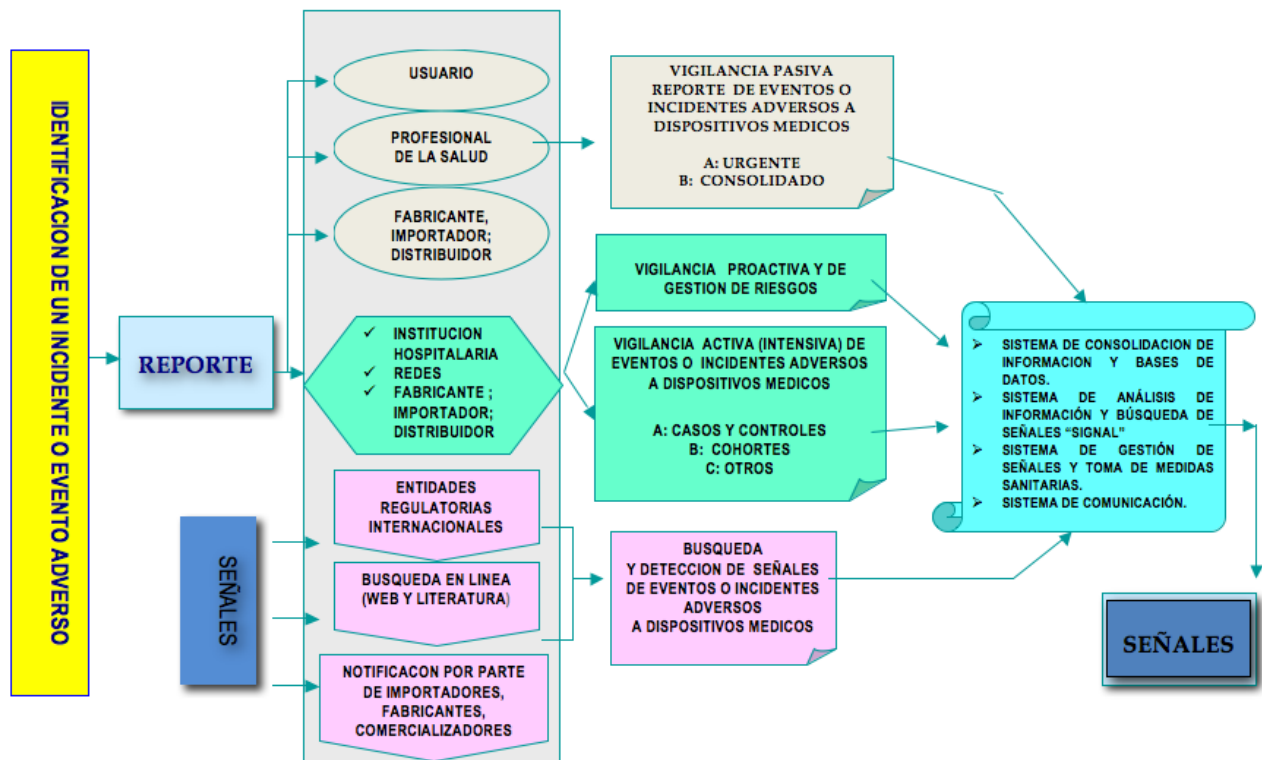 IDENTIFICACION DE UN INCIDENTE O EVENTO ADVERSO
REPORTE
USUARIO
PROFESIONAL
DE LA SALUD
FABRICANTE,
IMPORTADOR;
DISTRIBUIDOR
✓ INSTITUCION
HOSPITALARIA
✓ REDES
✓ FABRICANTE ;
IMPORTADOR;
DISTRIBUIDOR
SEÑALES
ENTIDADES
REGULATORIAS
INTERNACIONALES
BUSQUEDA EN LINEA
(WEB Y LITERATURA)
NOTIFICACON POR PARTE
DE IMPORTADORES,
FABRICANTES,
COMERCIALIZADORES
VIGILANCIA PASIVA
REPORTE DE EVENTOS O
INCIDENTES ADVERSOS A
DISPOSITIVOS MEDICOS
A: URGENTE
B: CONSOLIDADO
VIGILANCIA PROACTIVA Y DE
GESTION DE RIESGOS
VIGILANCIA ACTIVA (INTENSIVA) DE
EVENTOS O INCIDENTES ADVERSOS
A DISPOSITIVOS MEDICOS
A: CASOS Y CONTROLES
B: COHORTES
C: OTROS
BUSQUEDA
Y DETECCION DE SEÑALES
DE EVENTOS O INCIDENTES
ADVERSOS
A DISPOSITIVOS MEDICOS
➢ SISTEMA DE CONSOLIDACION DE
INFORMACION Y BASES DE
DATOS.
➢ SISTEMA DE ANÁLISIS DE
INFORMACIÓN Y BÚSQUEDA DE
SEÑALES “SIGNAL”
➢ SISTEMA DE GESTIÓN DE
SEÑALES Y TOMA DE MEDIDAS
SANITARIAS.
➢ SISTEMA DE COMUNICACIÓN.
SEÑALES